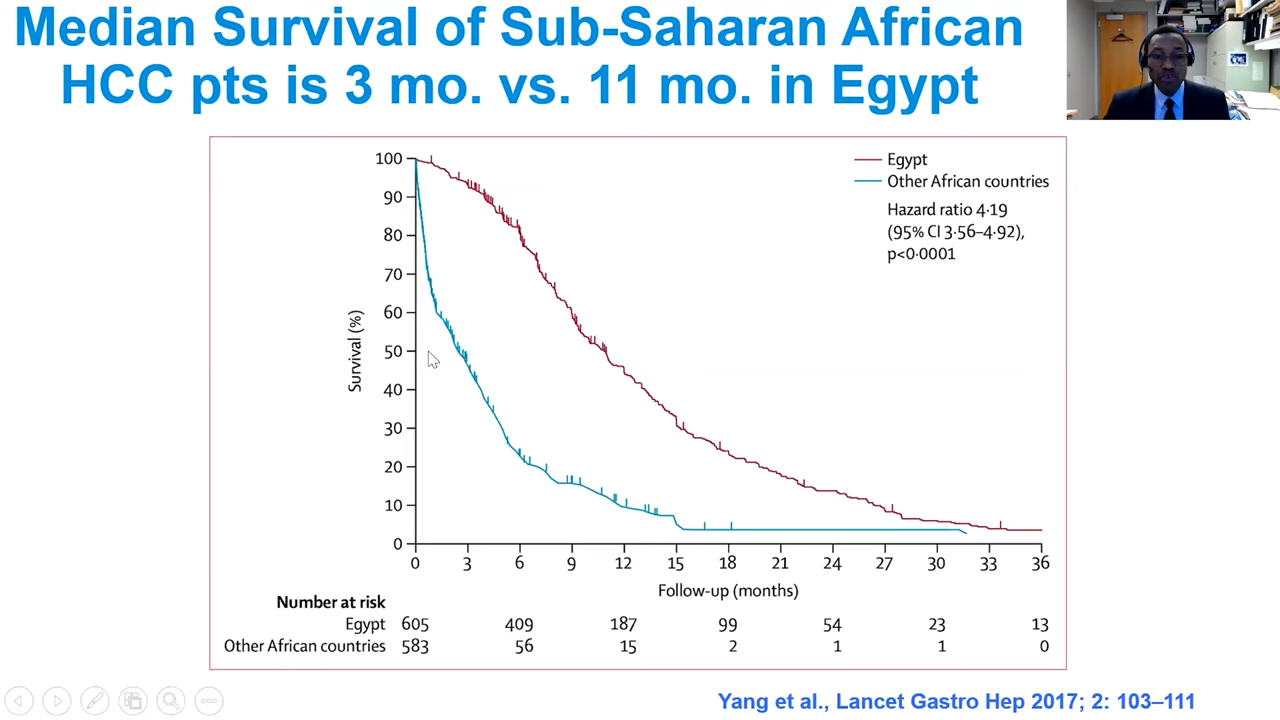 Median Survival of Sub-Saharan African
HCC pts is 3 mo. vs. 11 mo. in Egypt
Egypt
Other African countries
Hazard ratio 4·19
(95% CI 3·56–4·92),
p<0·0001
Survival (%)
100
90
80
70
60
50
40
30
20
10
0
0 3 6 9 12 15 18 21 24 27 30 33 36
Follow-up (months)
Number at risk
Egypt 605 409 187 99 54 23 13
Other African countries 583 56 15 2 1 1 0
Yang et al., Lancet Gastro Hep 2017; 2: 103–111